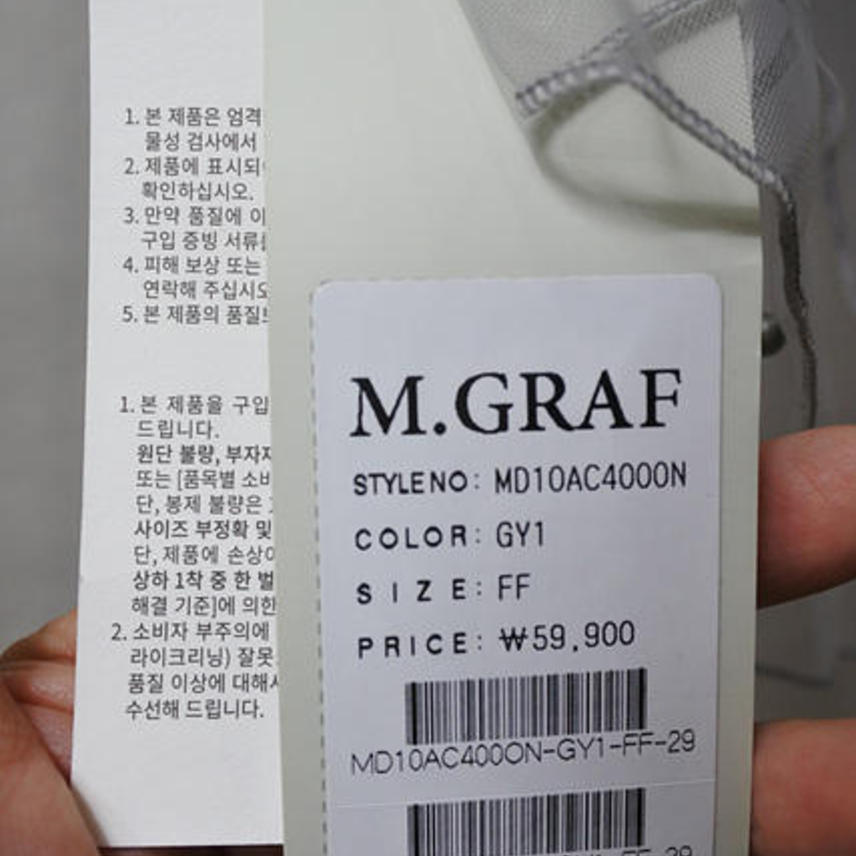 1. 본 제품은 엄격
물성 검사에서
2. 제품에 표시되
확인하십시오.
3. 만약 품질에 이
구입 증빙 서류
4. 피해 보상 또는
연락해 주십시오
5. 본 제품의 품질
1. 본 제품을 구입
드립니다.
원단 불량, 부자재
또는 [품목별 소비
단, 봉제 불량은
사이즈 부정확 및
단, 제품에 손상이
상하 1착 중 한 벌
해결 기준]에 의한
2. 소비자 부주의에
라이크리닝) 잘못
품질 이상에 대해서
수선해 드립니다.
M.GRAF
STYLE NO : MD10AC4000N
COLOR : GY1
SIZE : FF
PRICE : ₩59,900
MD10AC4000N-GY1-FF-29